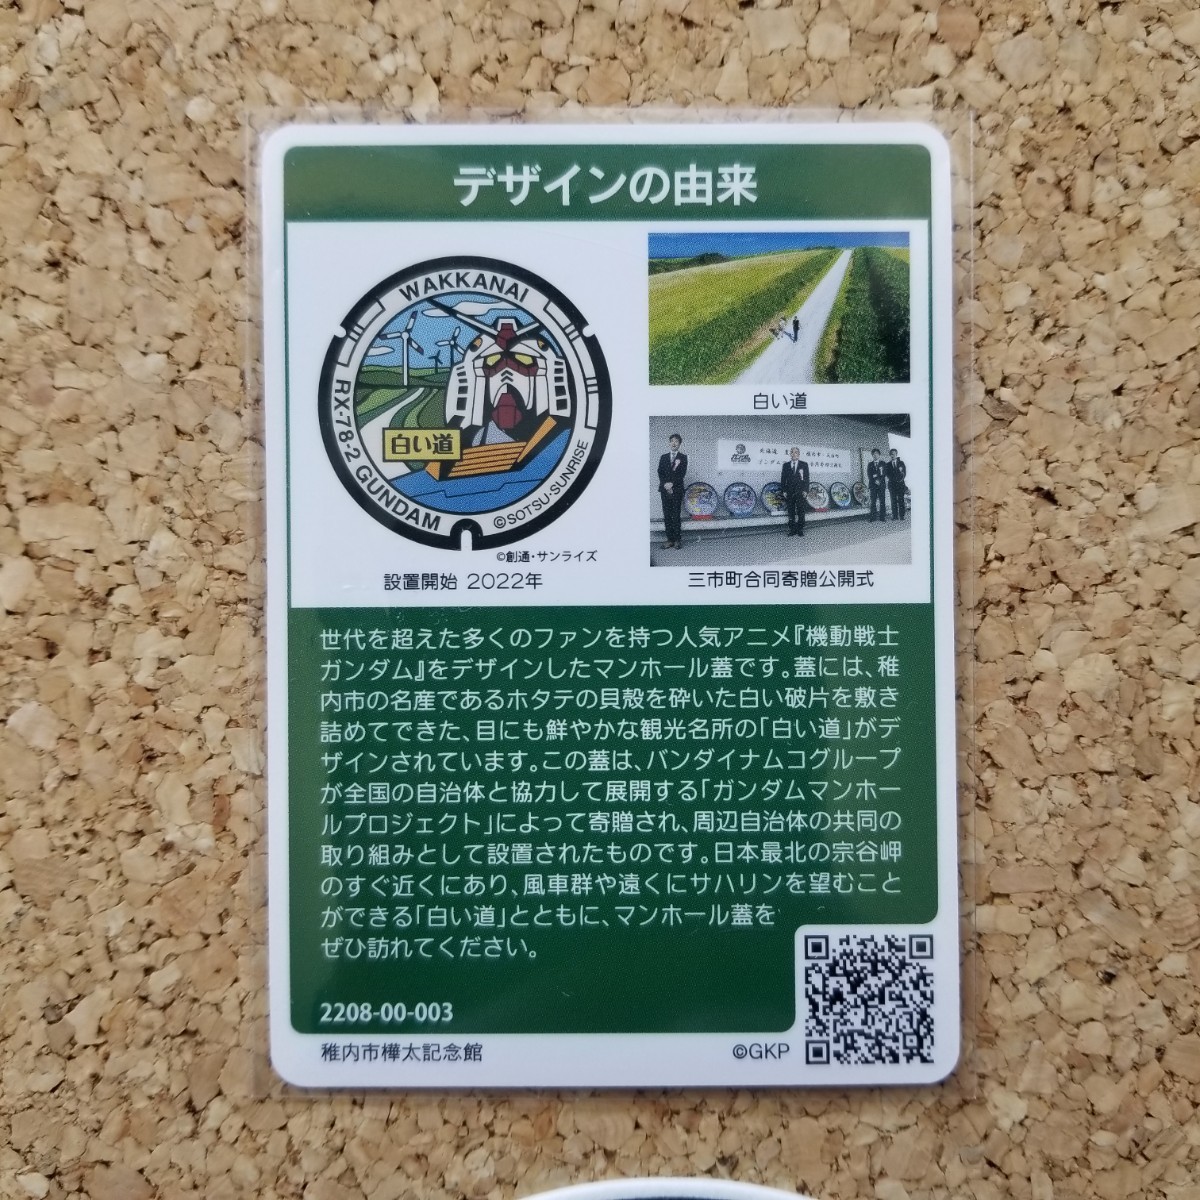 デザインの由来
WAKKANAI
RX-78-2 GUNDAM
白い道
©SOTSU・SUNRISE
©創通・サンライズ
設置開始 2022年
白い道
三市町合同寄贈公開式
世代を超えた多くのファンを持つ人気アニメ『機動戦士
ガンダム』をデザインしたマンホール蓋です。蓋には、稚
内市の名産であるホタテの貝殻を砕いた白い破片を敷き
詰めてできた、目にも鮮やかな観光名所の「白い道」がデ
ザインされています。この蓋は、バンダイナムコグループ
が全国の自治体と協力して展開する「ガンダムマンホー
ルプロジェクト」によって寄贈され、周辺自治体の共同の
取り組みとして設置されたものです。日本最北の宗谷岬
のすぐ近くにあり、風車群や遠くにサハリンを望むこと
ができる「白い道」とともに、マンホール蓋を
ぜひ訪れてください。
2208-00-003
稚内市樺太記念館
©GKP